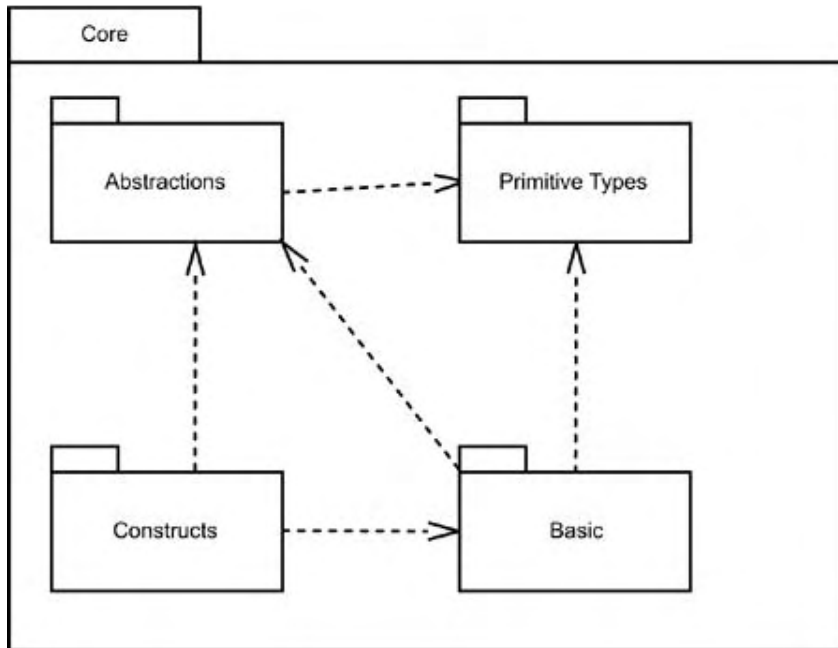 Core
Abstractions
Primitive Types
Constructs
Basic